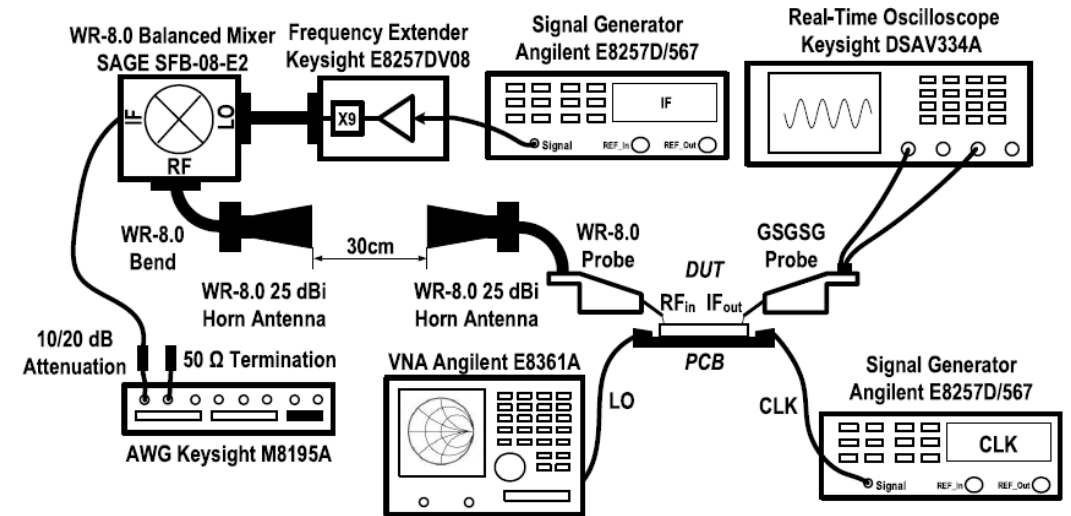 WR-8.0 Balanced Mixer
SAGE SFB-08-E2
Frequency Extender
Keysight E8257DV08
Signal Generator
Angilent E8257D/567
Real-Time Oscilloscope
Keysight DSAV334A
IF
LO
RF
X9
IF
Signal
REF_In
REF_Out
WR-8.0
Bend
30cm
WR-8.0
Probe
GSGSG
Probe
DUT
RFin IFout
PCB
WR-8.0 25 dBi
Horn Antenna
WR-8.0 25 dBi
Horn Antenna
10/20 dB
Attenuation
50 Ω Termination
AWG Keysight M8195A
VNA Angilent E8361A
LO
CLK
Signal Generator
Angilent E8257D/567
CLK
Signal
REF_In
REF_Out